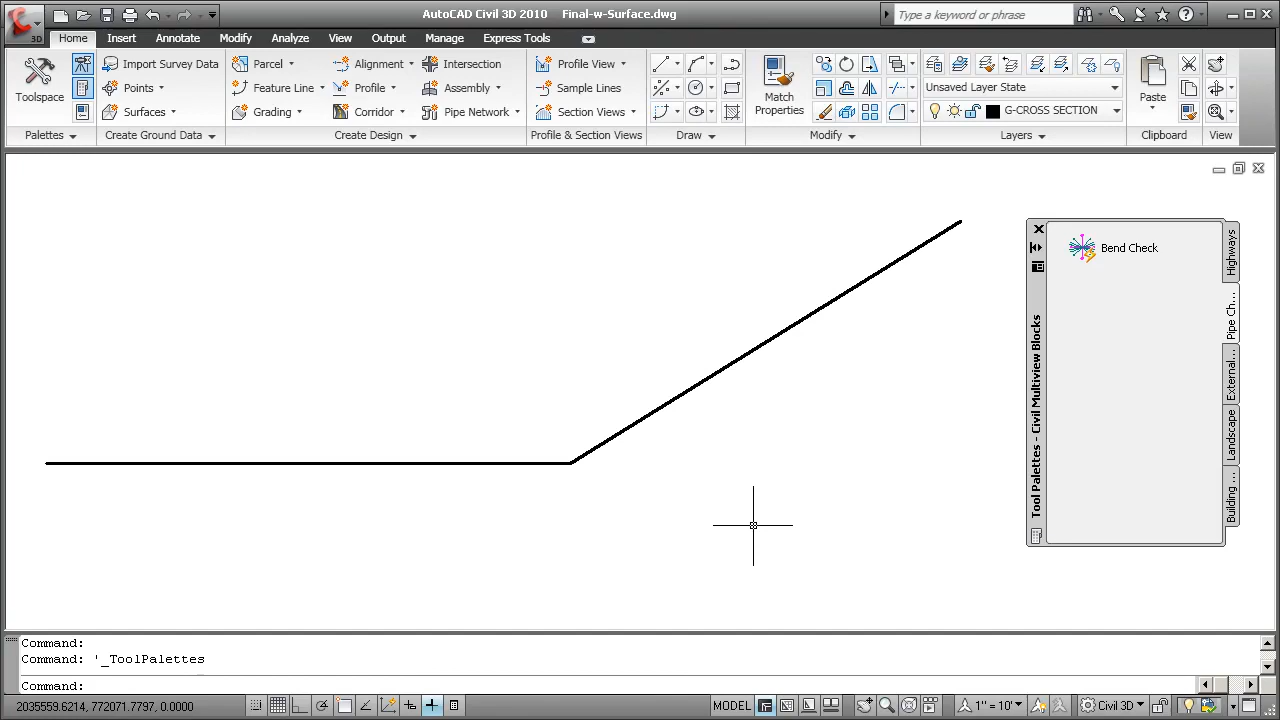 AutoCAD Civil 3D 2010 Final-w-Surface.dwg
Type a keyword or phrase
3D
Home Insert Annotate Modify Analyze View Output Manage Express Tools
Toolspace
Import Survey Data
Points
Surfaces
Parcel
Feature Line
Grading
Alignment
Profile
Corridor
Intersection
Assembly
Pipe Network
Profile View
Sample Lines
Section Views
Match
Properties
Unsaved Layer State
G-CROSS SECTION
Paste
Palettes Create Ground Data Create Design Profile & Section Views Draw Modify Layers Clipboard View
Bend Check
Tool Palettes - Civil Multiview Blocks
Highways
Pipe Ch...
External...
Landscape
Building ...
Command:
Command: '_ToolPalettes
Command:
2035559.6214, 772071.7797, 0.0000
MODEL
1" = 10'
Civil 3D